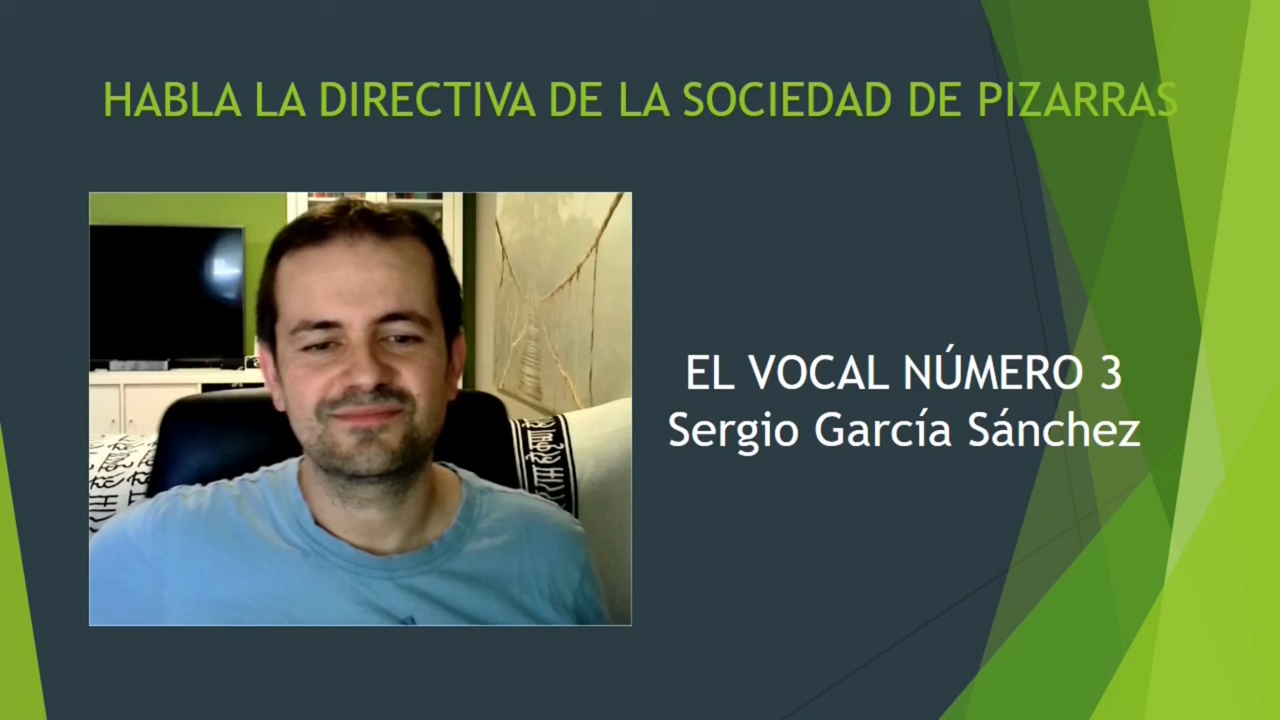 HABLA LA DIRECTIVA DE LA SOCIEDAD DE PIZARRAS
EL VOCAL NÚMERO 3
Sergio García Sánchez